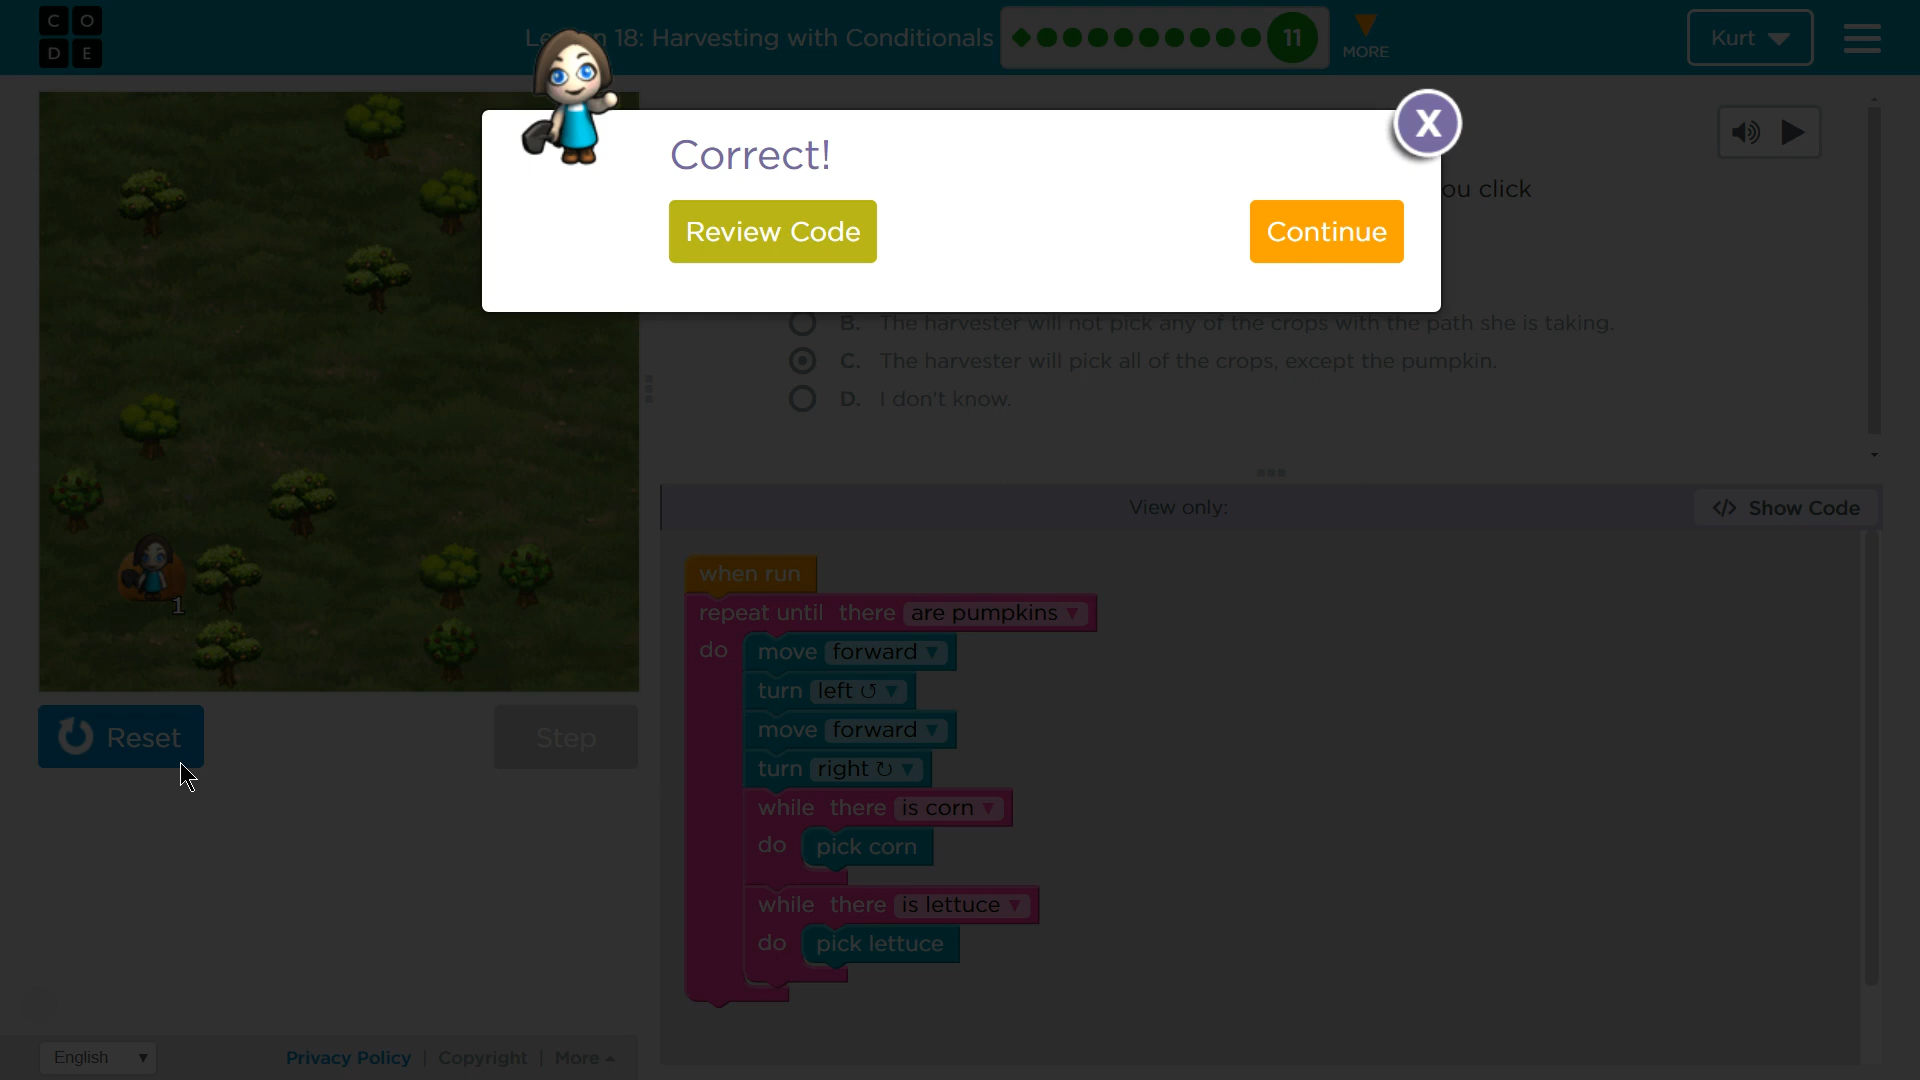 C O
D E
Le n 18: Harvesting with Conditionals
11
MORE
Kurt
X
Correct!
ou click
Review Code
Continue
B. The harvester will not pick any of the crops with the path she is taking.
C. The harvester will pick all of the crops, except the pumpkin.
D. I don't know.
View only:
</> Show Code
when run
repeat until there are pumpkins
do move forward
turn left
move forward
turn right
while there is corn
do pick corn
while there is lettuce
do pick lettuce
1
Reset
Step
English
Privacy Policy | Copyright | More